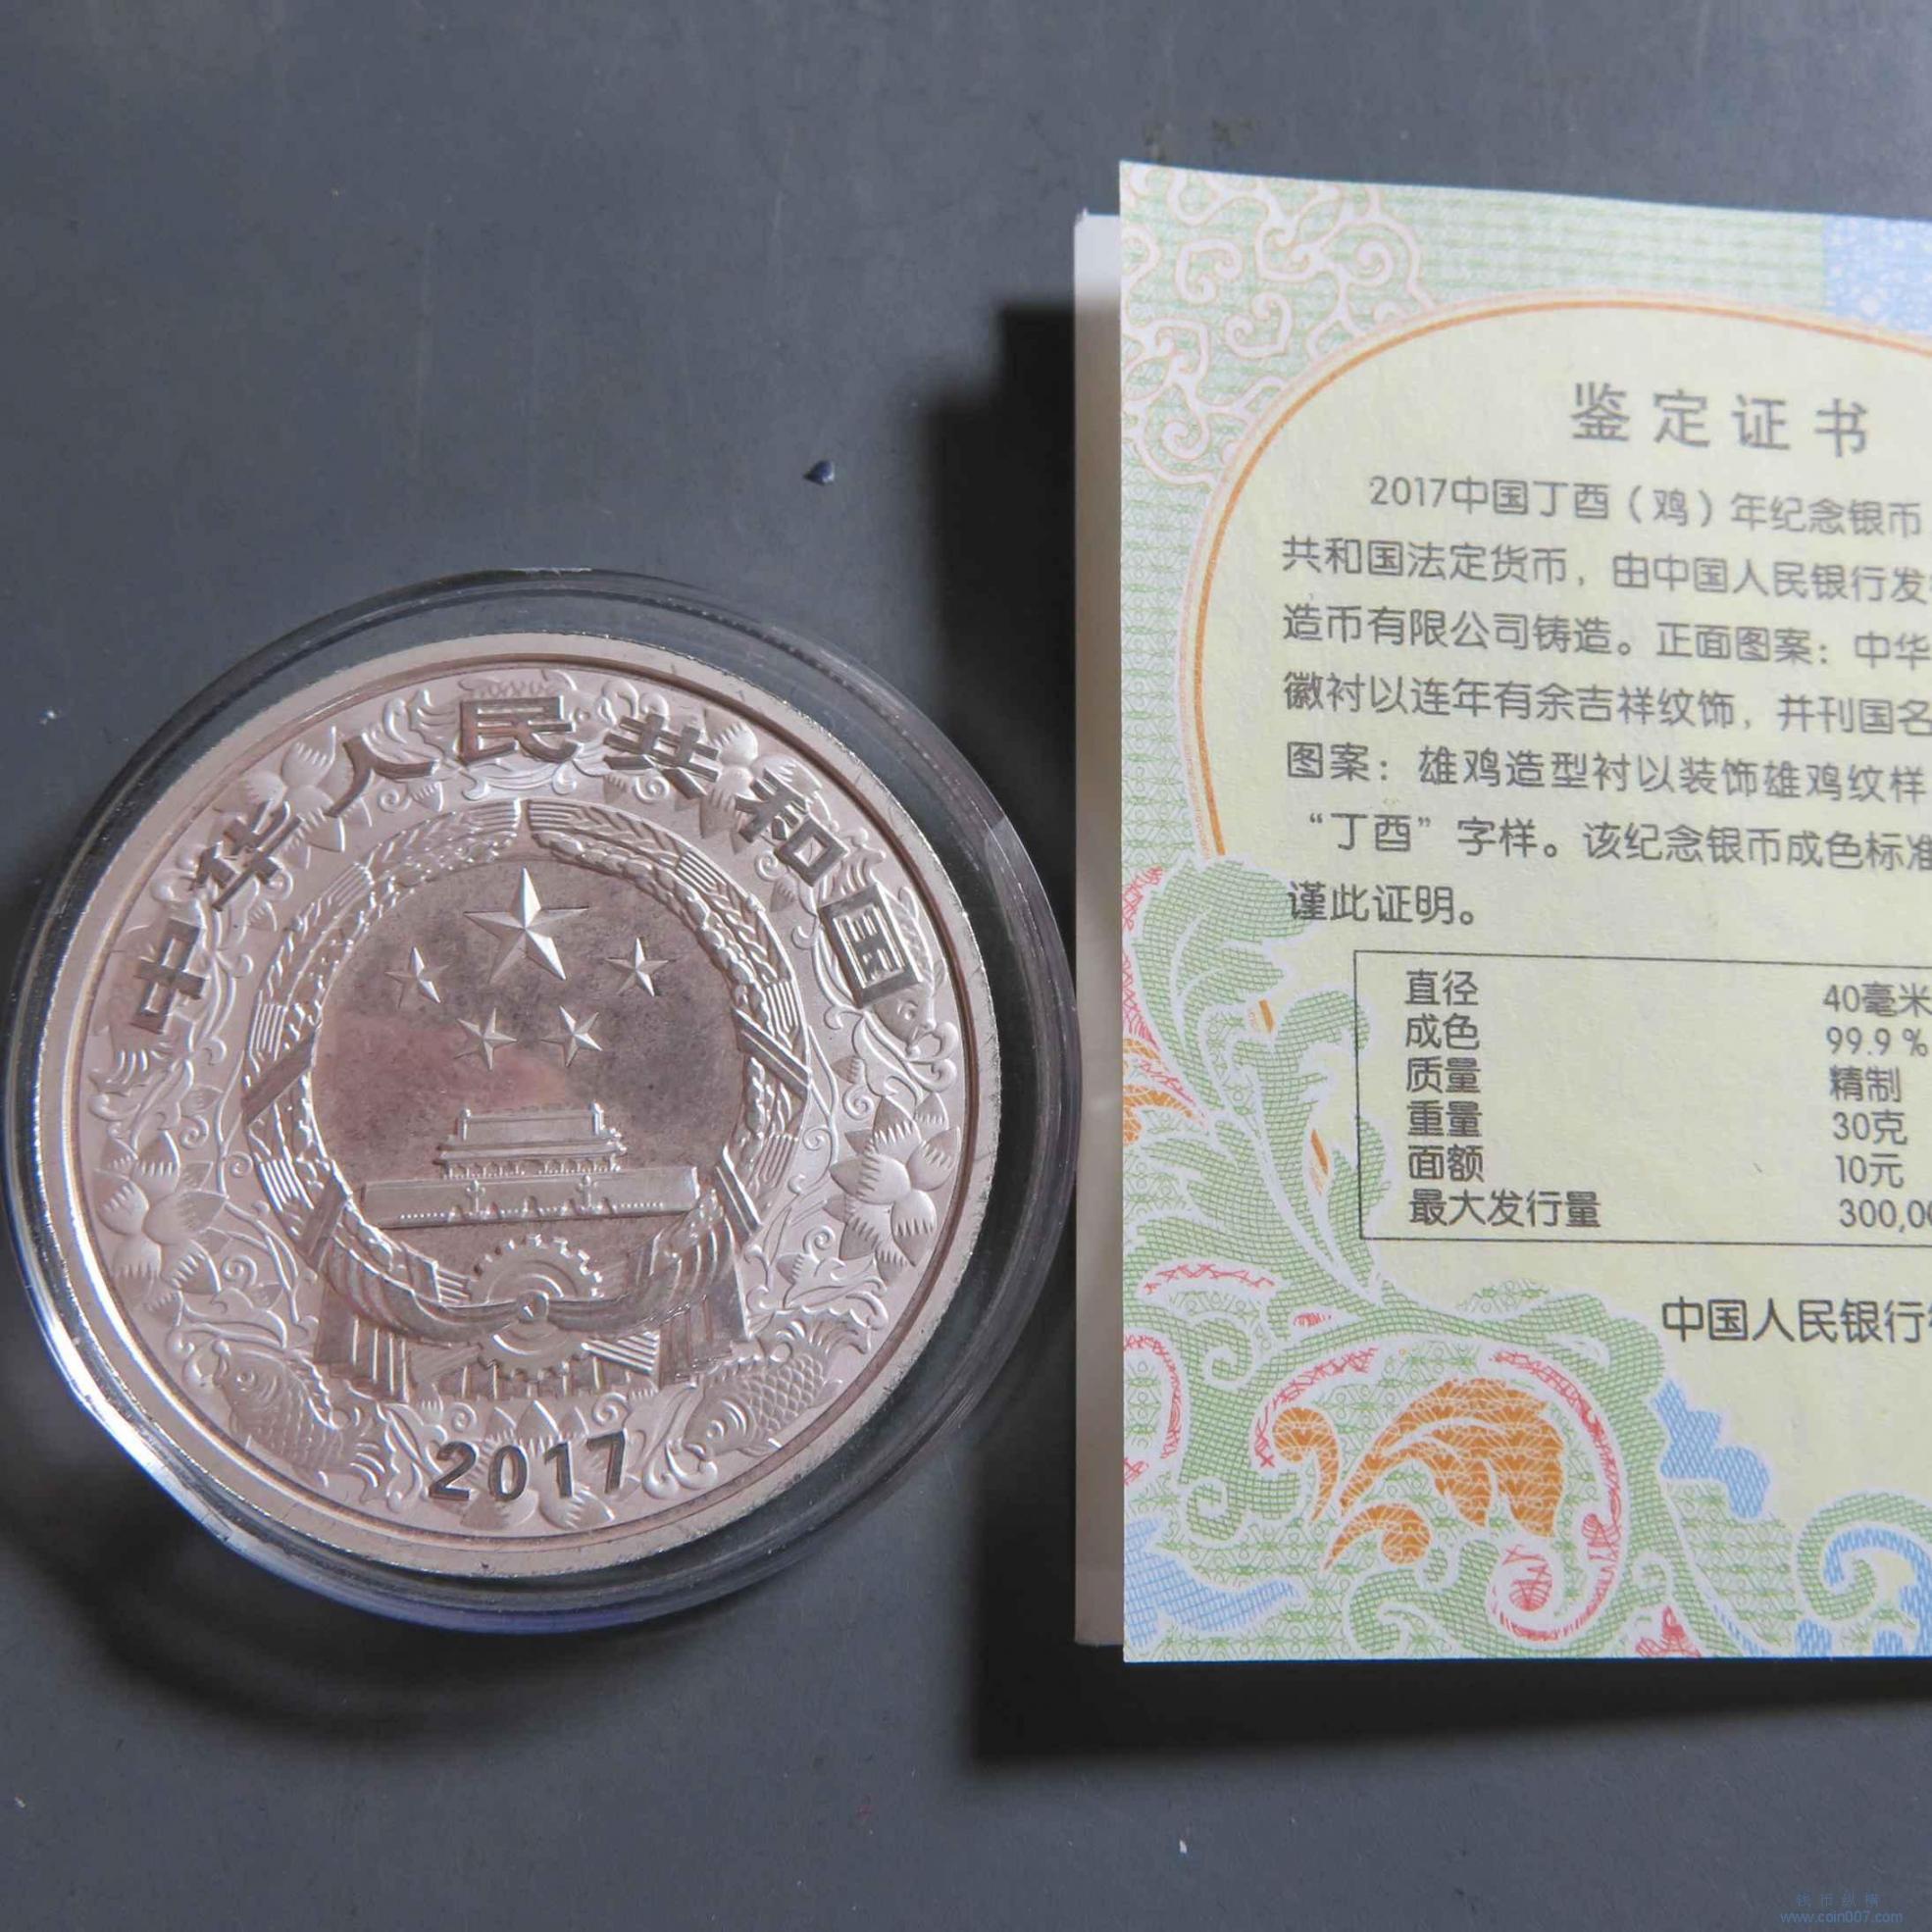 中华人民共和国
2017
鉴定证书
2017中国丁酉（鸡）年纪念银币
共和国法定货币，由中国人民银行发
造币有限公司铸造。正面图案：中华
徽衬以连年有余吉祥纹饰，并刊国名
图案：雄鸡造型衬以装饰雄鸡纹样
“丁酉”字样。该纪念银币成色标准
谨此证明。
直径 40毫米
成色 99.9%
质量 精制
重量 30克
面额 10元
最大发行量 300,00
中国人民银行
www.coin007.com